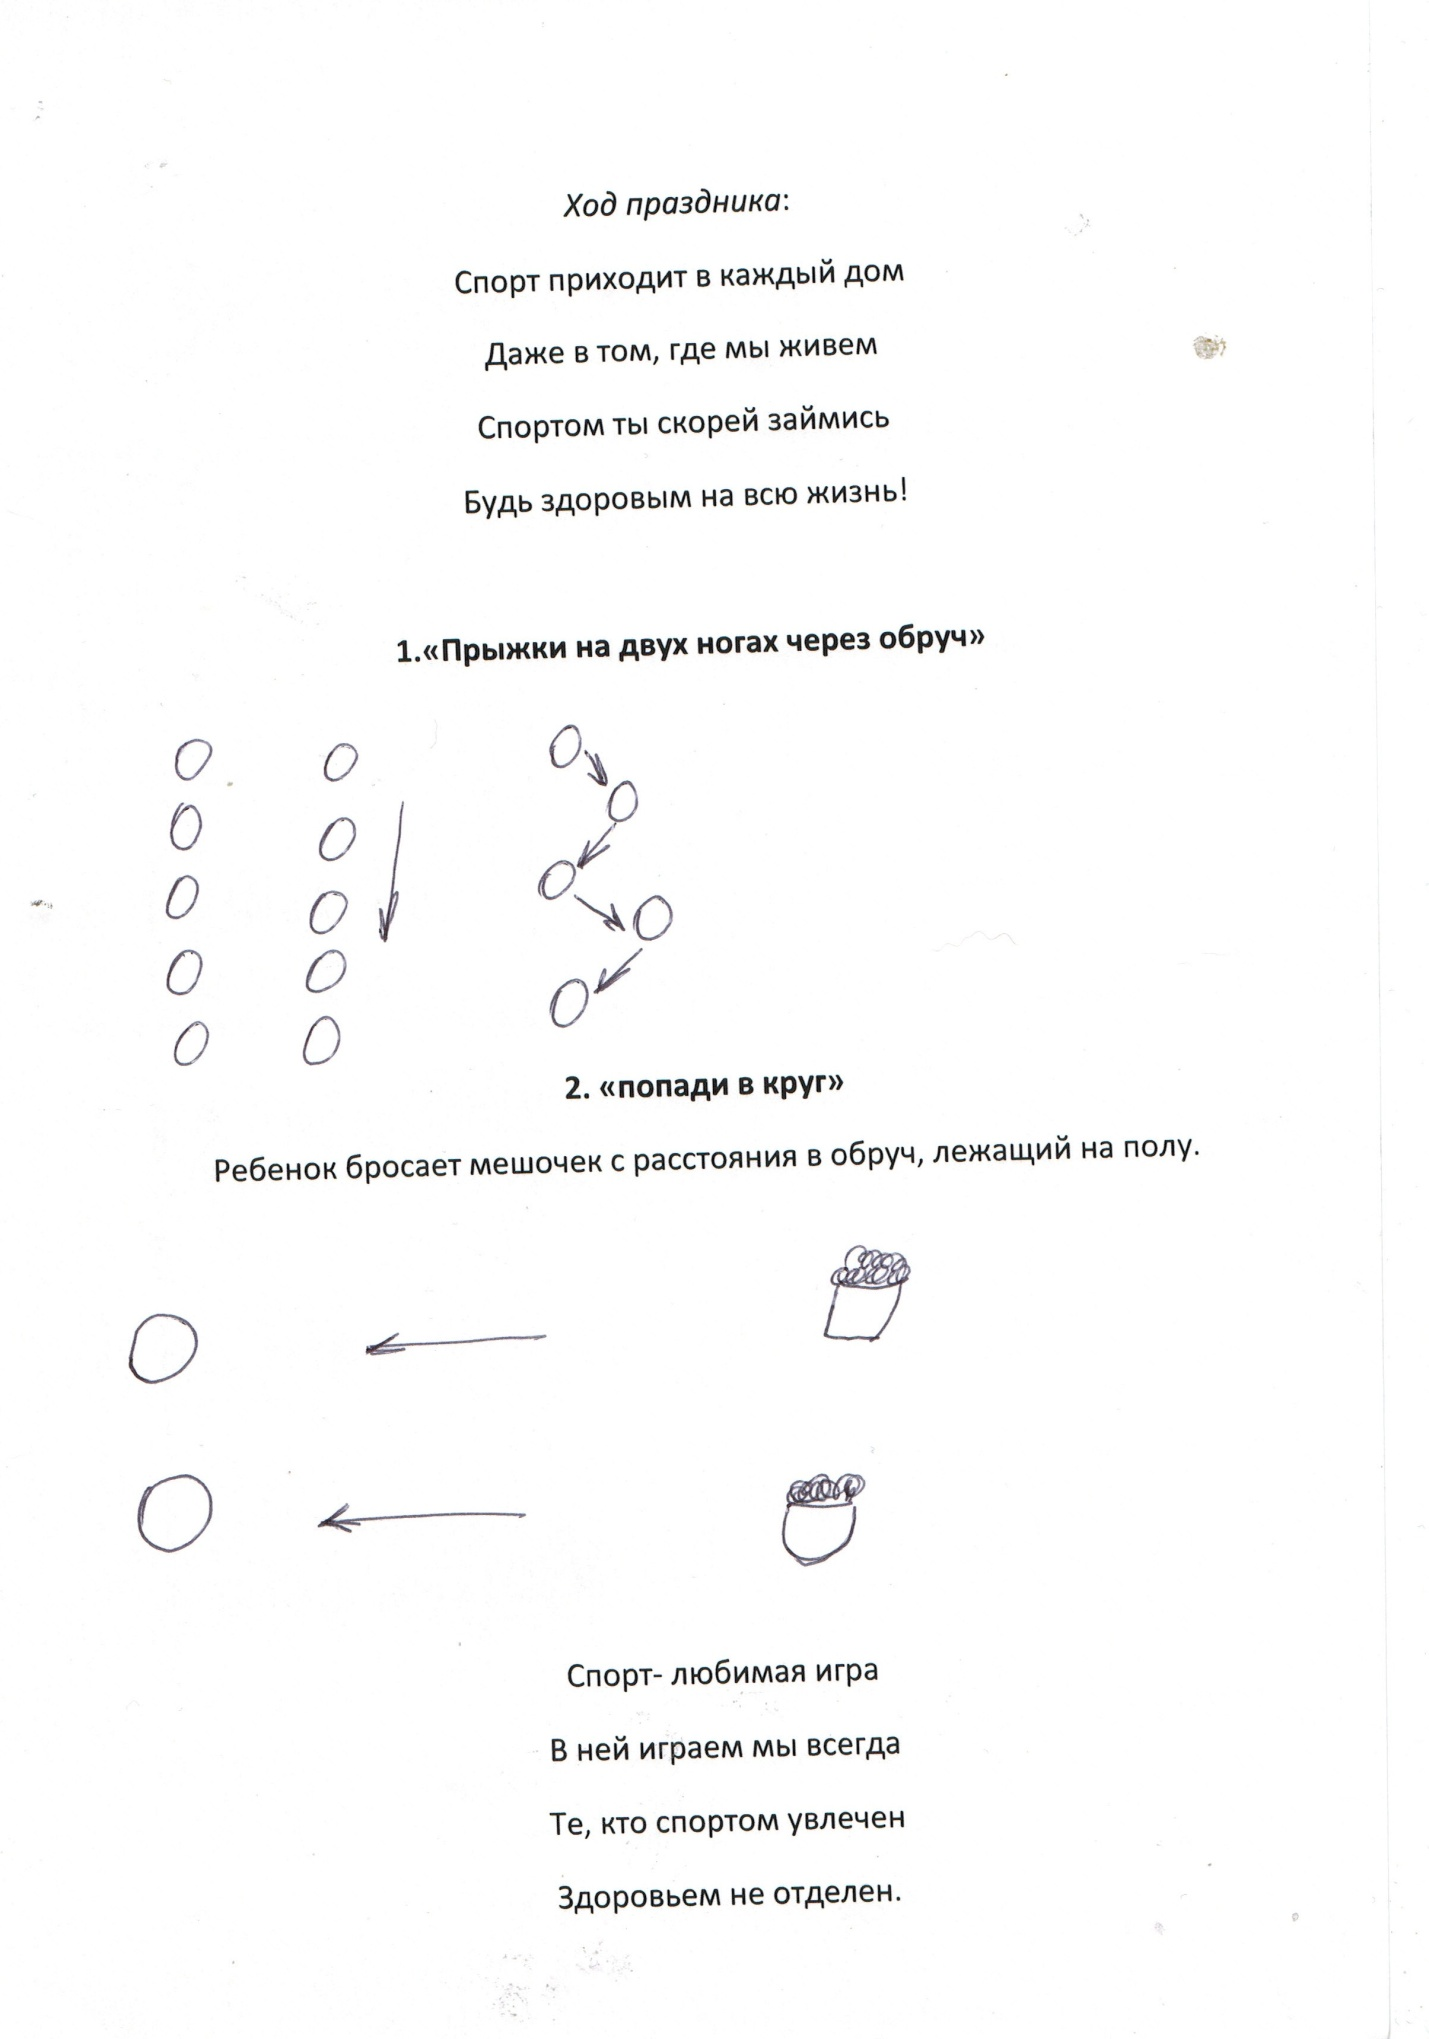 Ход праздника:
Спорт приходит в каждый дом
Даже в том, где мы живем
Спортом ты скорей займись
Будь здоровым на всю жизнь!
1.«Прыжки на двух ногах через обруч»
2. «попади в круг»
Ребенок бросает мешочек с расстояния в обруч, лежащий на полу.
Спорт- любимая игра
В ней играем мы всегда
Те, кто спортом увлечен
Здоровьем не отделен.